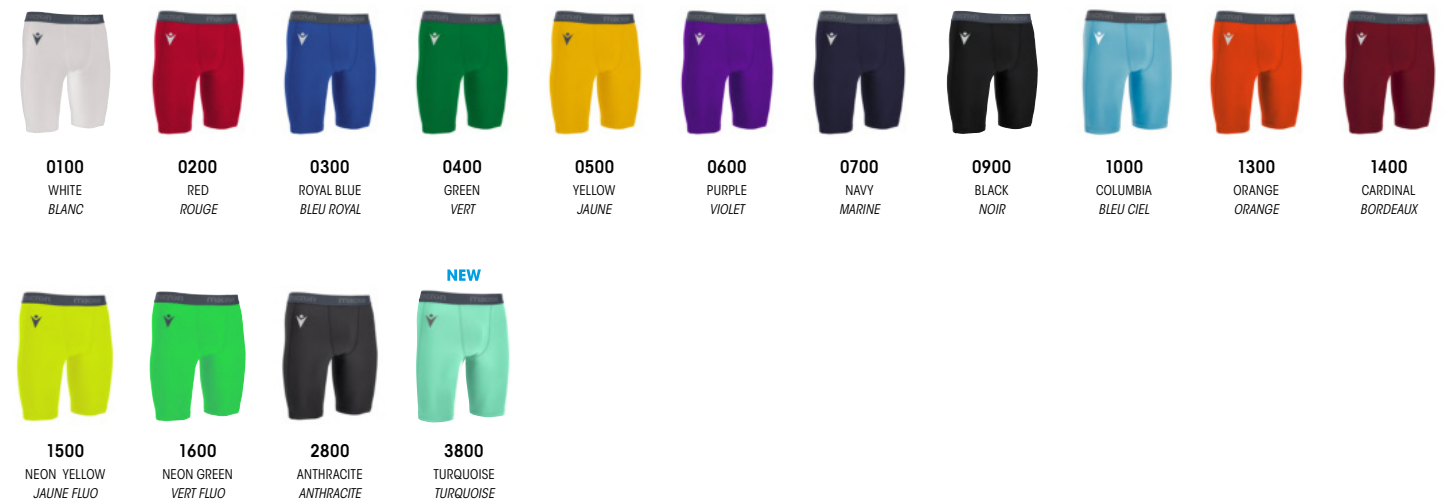 0100 0200 0300 0400 0500 0600 0700 0900 1000 1300 1400
WHITE RED ROYAL BLUE GREEN YELLOW PURPLE NAVY BLACK COLUMBIA ORANGE CARDINAL
BLANC ROUGE BLEU ROYAL VERT JAUNE VIOLET MARINE NOIR BLEU CIEL ORANGE BORDEAUX
NEW
1500 1600 2800 3800
NEON YELLOW NEON GREEN ANTHRACITE TURQUOISE
JAUNE FLUO VERT FLUO ANTHRACITE TURQUOISE